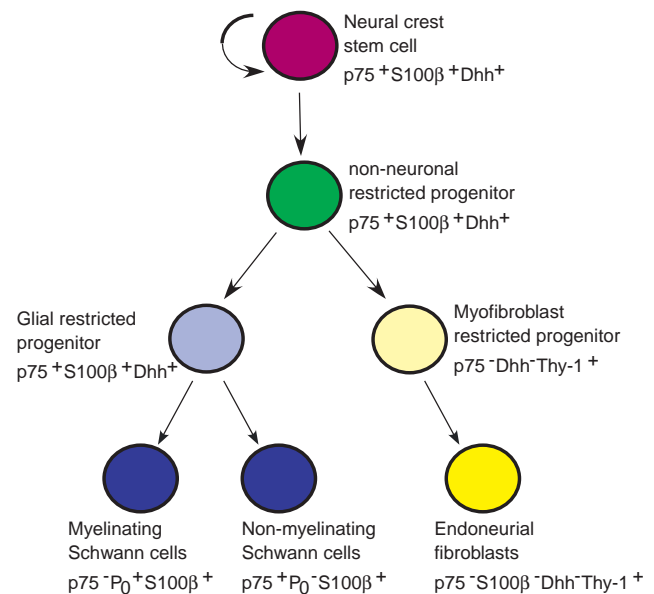 Neural crest
stem cell
p75 +S100β +Dhh+
non-neuronal
restricted progenitor
p75 +S100β +Dhh+
Glial restricted
progenitor
p75 +S100β +Dhh+
Myofibroblast
restricted progenitor
p75 -Dhh-Thy-1 +
Myelinating
Schwann cells
p75 -P0 +S100β +
Non-myelinating
Schwann cells
p75 +P0 -S100β +
Endoneurial
fibroblasts
p75 -S100β -Dhh-Thy-1 +